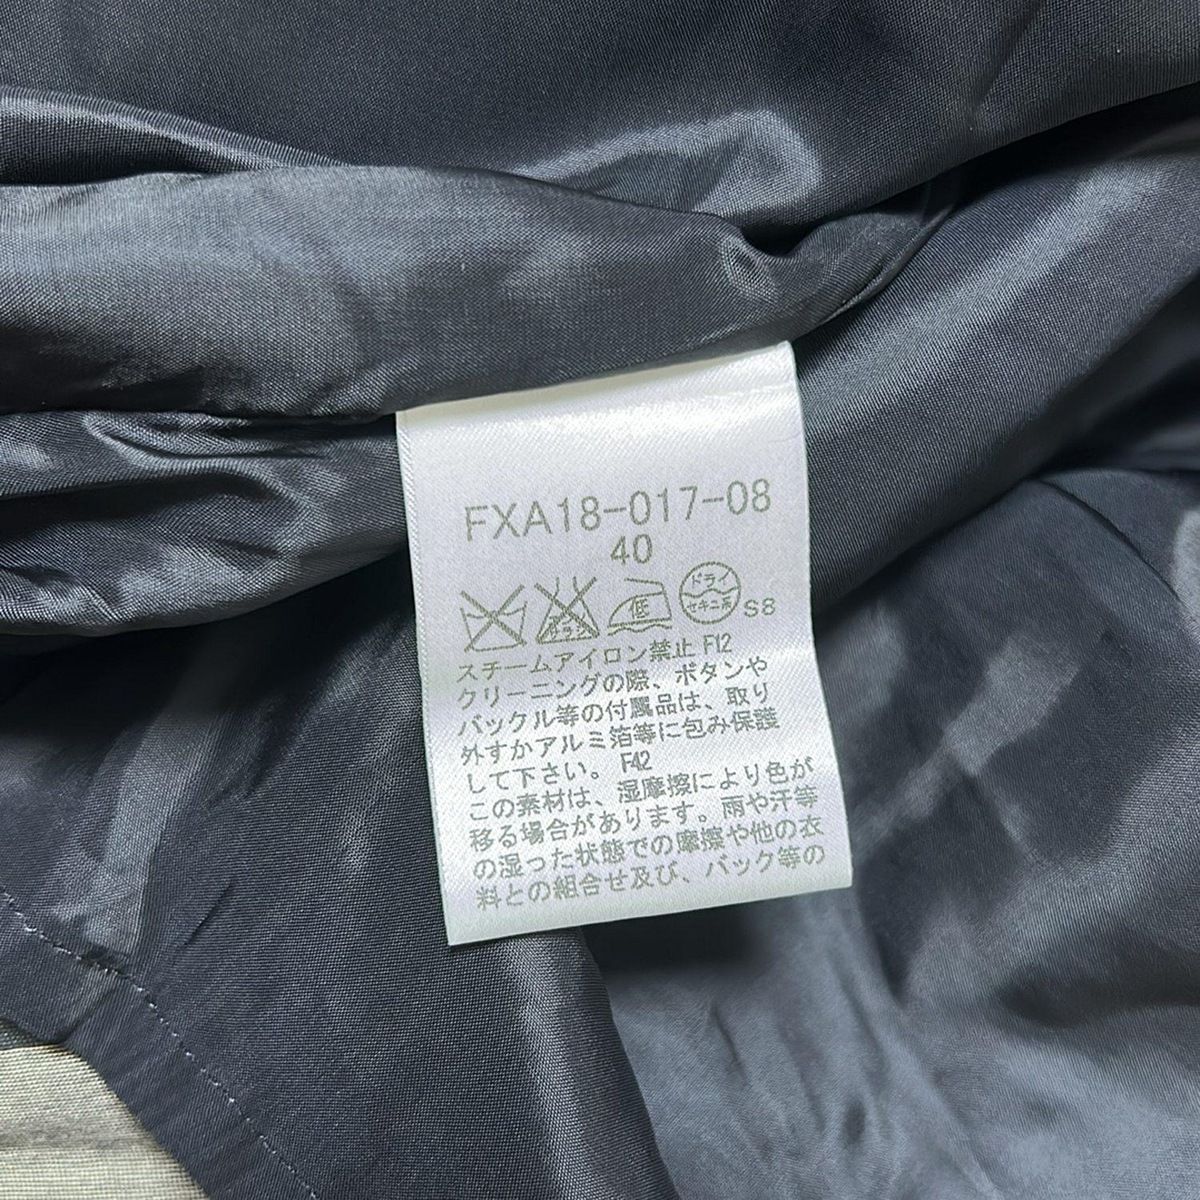 FXA18-017-08
40
低 ドライ セキユ系 S8
スチームアイロン禁止 F12
クリーニングの際、ボタンや
バックル等の付属品は、取り
外すかアルミ箔等に包み保護
して下さい。 F42
この素材は、湿摩擦により色が
移る場合があります。雨や汗等
の湿った状態での摩擦や他の衣
料との組合せ及び、バック等の